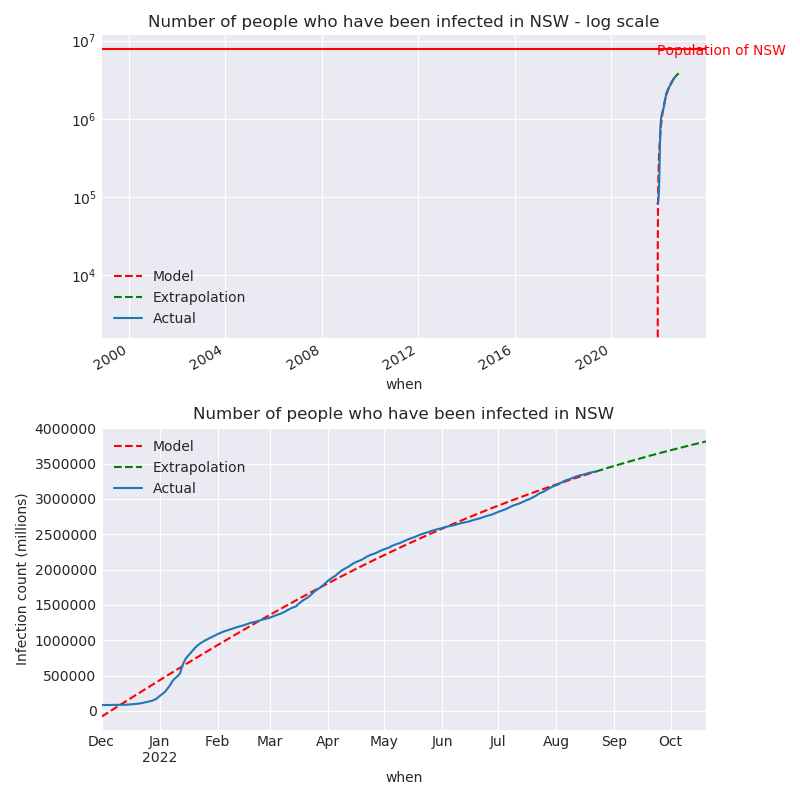 Number of people who have been infected in NSW - log scale
10^7
Population of NSW
10^6
10^5
10^4
Model
Extrapolation
Actual
2000 2004 2008 2012 2016 2020
when
Number of people who have been infected in NSW
Infection count (millions)
4000000
3500000
3000000
2500000
2000000
1500000
1000000
500000
0
Model
Extrapolation
Actual
Dec Jan Feb Mar Apr May Jun Jul Aug Sep Oct
2022
when